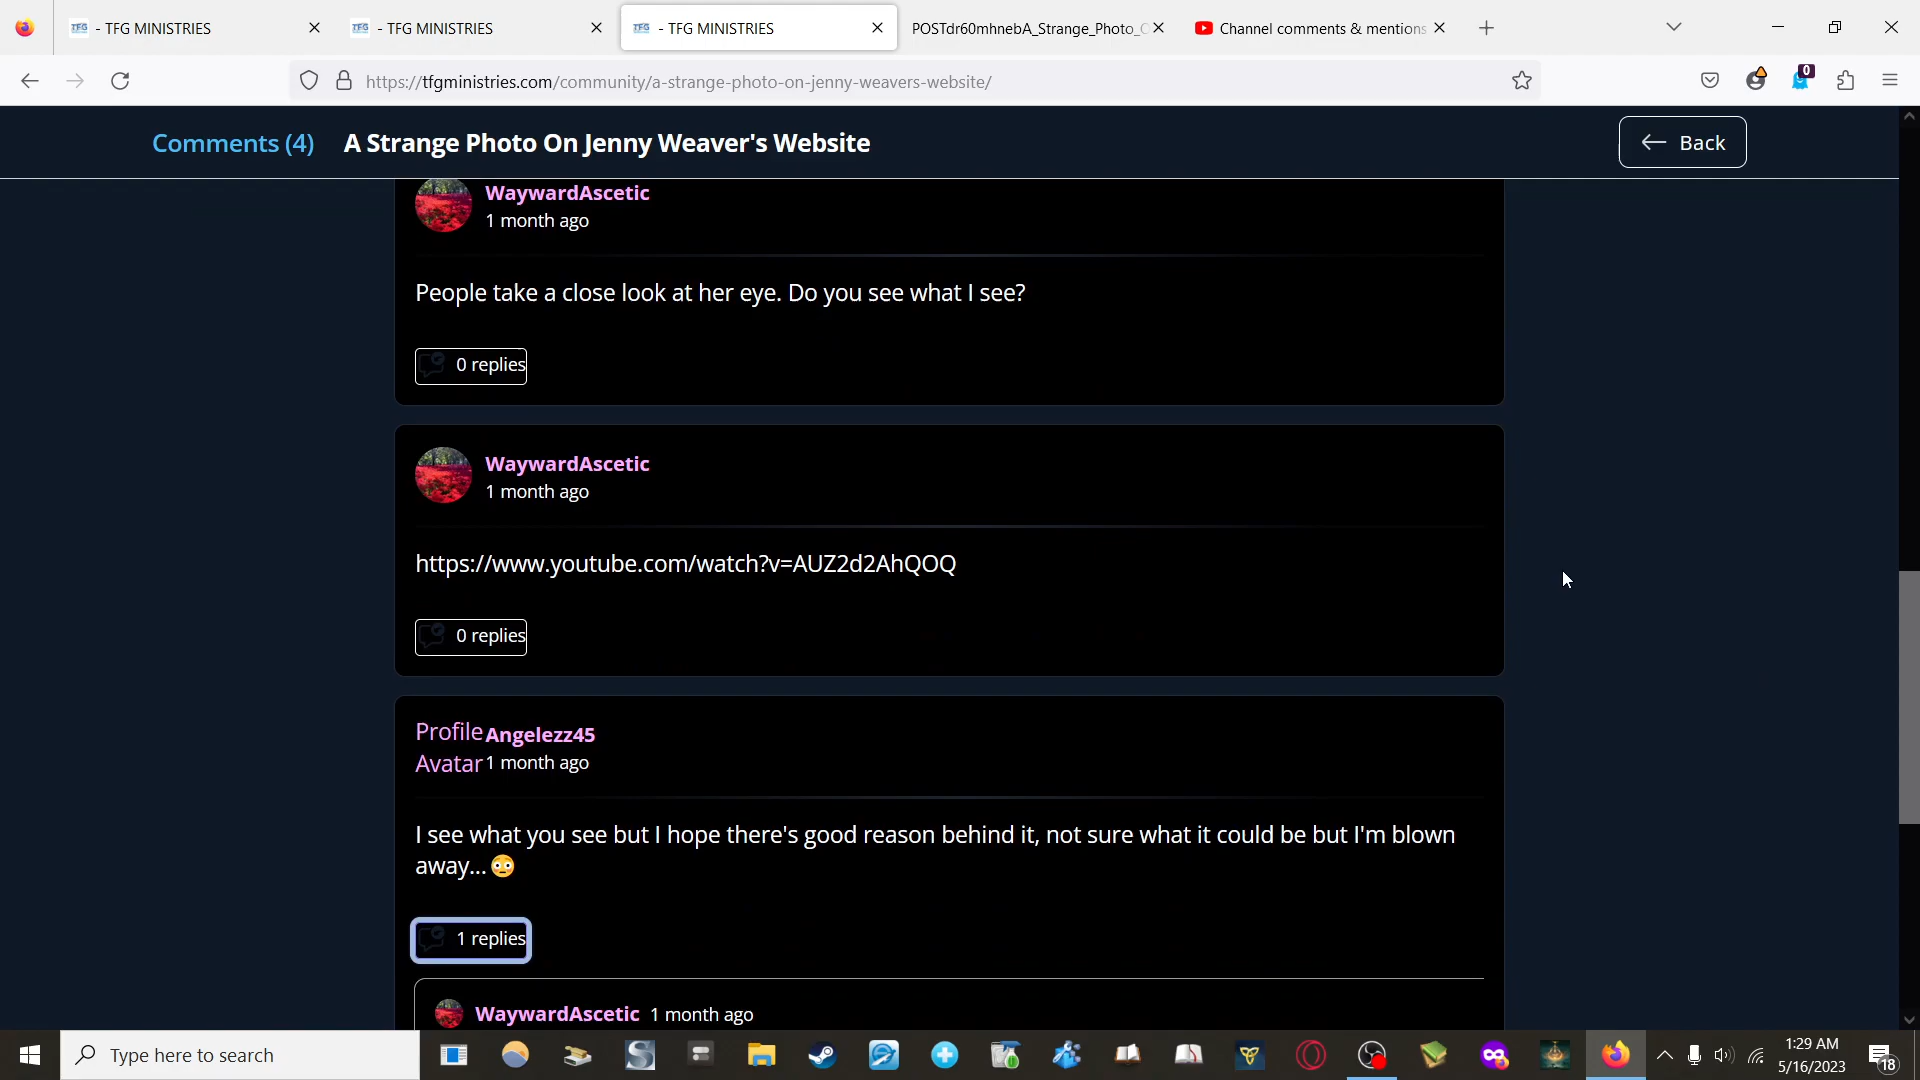 - TFG MINISTRIES
- TFG MINISTRIES
- TFG MINISTRIES
POSTdr60mhnebA_Strange_Photo_
Channel comments & mentions
https://tfgministries.com/community/a-strange-photo-on-jenny-weavers-website/
0
Comments (4)
A Strange Photo On Jenny Weaver's Website
Back
WaywardAscetic
1 month ago
People take a close look at her eye. Do you see what I see?
0 replies
WaywardAscetic
1 month ago
https://www.youtube.com/watch?v=AUZ2d2AhQOQ
0 replies
Profile Angelezz45
Avatar 1 month ago
I see what you see but I hope there's good reason behind it, not sure what it could be but I'm blown
away... 😳
1 replies
WaywardAscetic 1 month ago
Type here to search
1:29 AM
5/16/2023
18